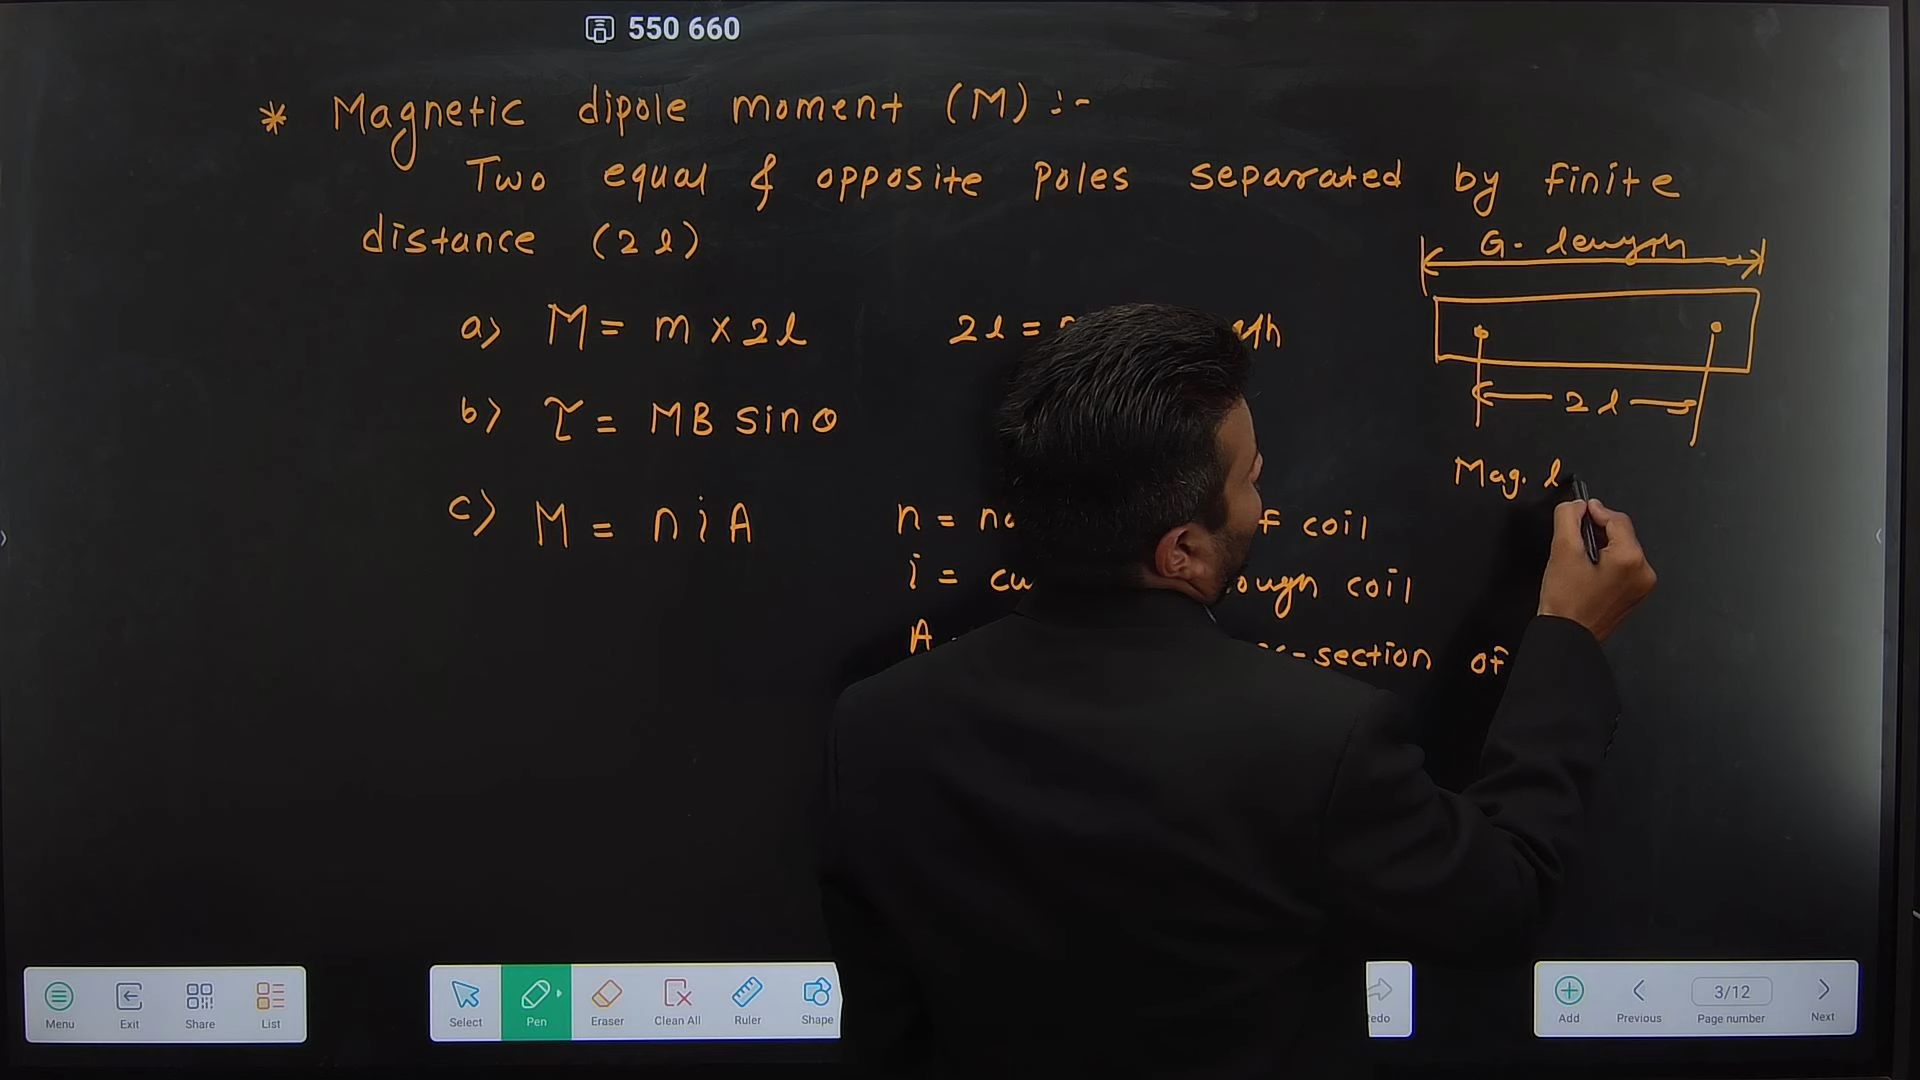 550 660
* Magnetic dipole moment (M) :-
Two equal & opposite poles separated by finite
distance (2l)
G. length
a) M = m x 2l 2l =
2l
b) τ = MB sinθ
Mag. l
c) M = n i A n = of coil
i = coil
A -section of
Menu Exit Share List Select Pen Eraser Clean All Ruler Shape Add Previous 3/12 Page number Next